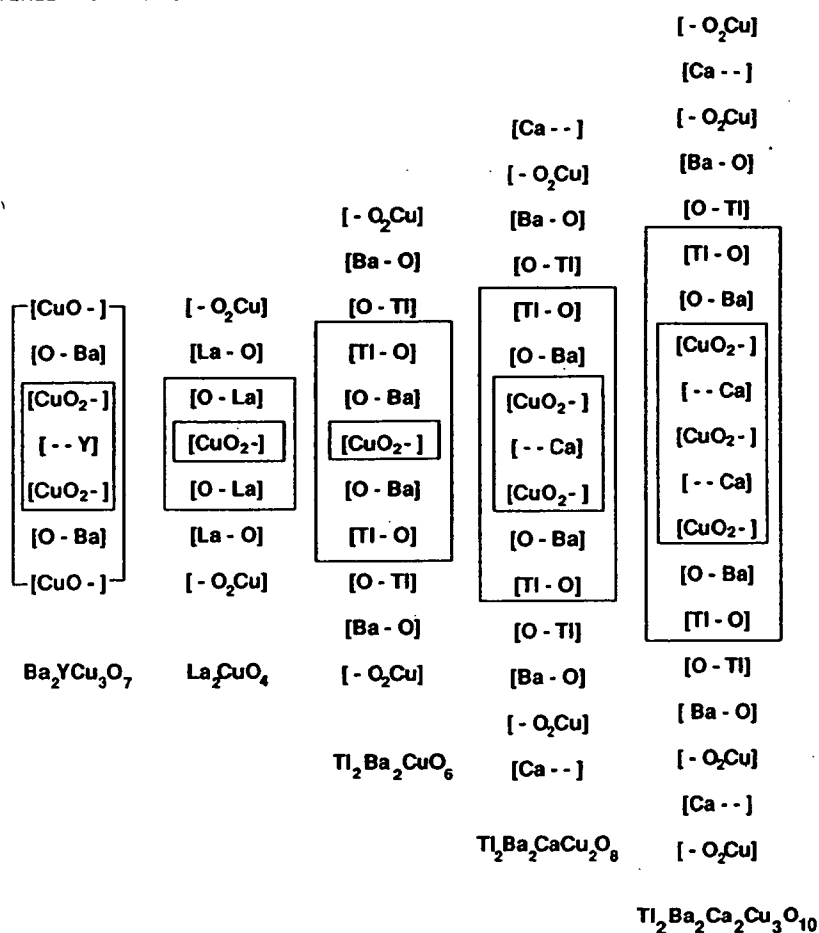 [CuO -]
[O - Ba]
[CuO₂-]
[- - Y]
[CuO₂-]
[O - Ba]
[CuO -]
Ba₂YCu₃O₇
[- O₂Cu]
[La - O]
[O - La]
[CuO₂-]
[O - La]
[La - O]
[- O₂Cu]
La₂CuO₄
[- O₂Cu]
[Ba - O]
[O - Tl]
[Tl - O]
[O - Ba]
[CuO₂- ]
[O - Ba]
[Tl - O]
[O - Tl]
[Ba - O]
[- O₂Cu]
Tl₂Ba₂CuO₆
[Ca - -]
[- O₂Cu]
[Ba - O]
[O - Tl]
[Tl - O]
[O - Ba]
[CuO₂- ]
[- - Ca]
[CuO₂- ]
[O - Ba]
[Tl - O]
[O - Tl]
[Ba - O]
[- O₂Cu]
[Ca - -]
Tl₂Ba₂CaCu₂O₈
[- O₂Cu]
[Ca - -]
[- O₂Cu]
[Ba - O]
[O - Tl]
[Tl - O]
[O - Ba]
[CuO₂- ]
[- - Ca]
[CuO₂- ]
[- - Ca]
[CuO₂- ]
[O - Ba]
[Tl - O]
[O - Tl]
[ Ba - O]
[- O₂Cu]
[Ca - -]
[- O₂Cu]
Tl₂Ba₂Ca₂Cu₃O₁₀